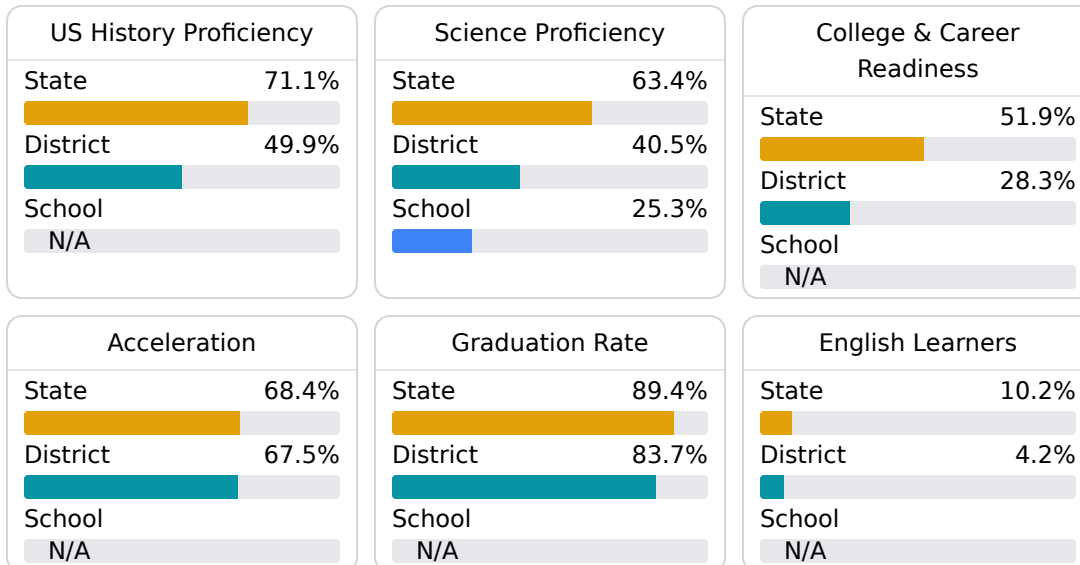 US History Proficiency
State 71.1%
District 49.9%
School
N/A
Science Proficiency
State 63.4%
District 40.5%
School 25.3%
College & Career
Readiness
State 51.9%
District 28.3%
School
N/A
Acceleration
State 68.4%
District 67.5%
School
N/A
Graduation Rate
State 89.4%
District 83.7%
School
N/A
English Learners
State 10.2%
District 4.2%
School
N/A